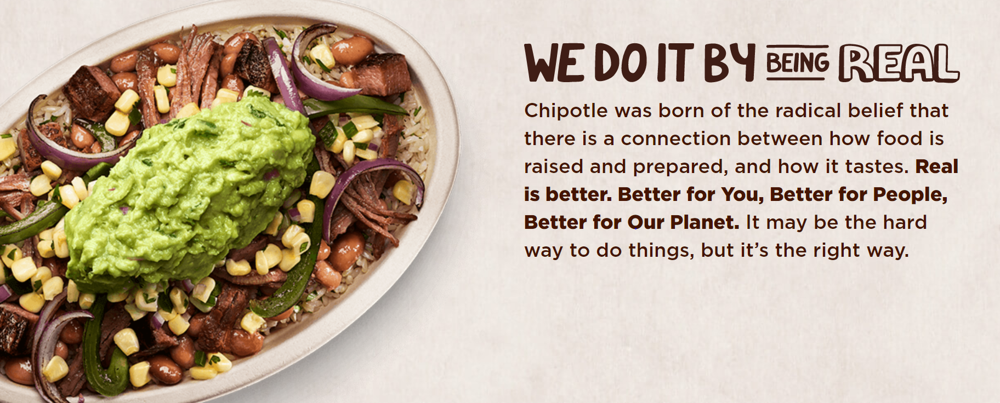 WE DO IT BY BEING REAL
Chipotle was born of the radical belief that
there is a connection between how food is
raised and prepared, and how it tastes. Real
is better. Better for You, Better for People,
Better for Our Planet. It may be the hard
way to do things, but it’s the right way.